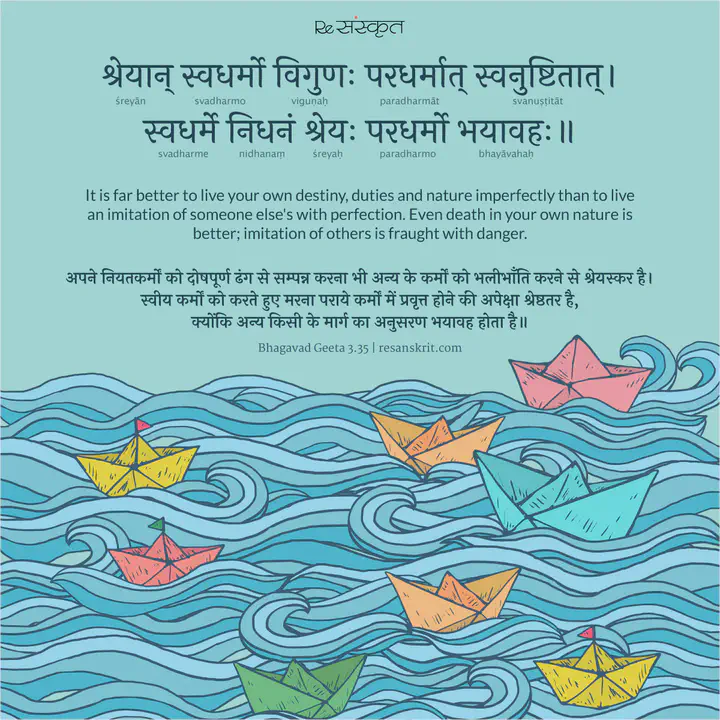 Re संस्कृत
श्रेयान् स्वधर्मो विगुणः परधर्मात् स्वनुष्टितात्।
śreyān svadharmo viguṇaḥ paradharmāt svanuṣṭitāt
स्वधर्मे निधनं श्रेयः परधर्मो भयावहः॥
svadharme nidhanaṃ śreyaḥ paradharmo bhayāvahaḥ
It is far better to live your own destiny, duties and nature imperfectly than to live
an imitation of someone else's with perfection. Even death in your own nature is
better; imitation of others is fraught with danger.
अपने नियतकर्मों को दोषपूर्ण ढंग से सम्पन्न करना भी अन्य के कर्मों को भलीभाँति करने से श्रेयस्कर है।
स्वीय कर्मों को करते हुए मरना पराये कर्मों में प्रवृत्त होने की अपेक्षा श्रेष्ठतर है,
क्योंकि अन्य किसी के मार्ग का अनुसरण भयावह होता है॥
Bhagavad Geeta 3.35 | resanskrit.com